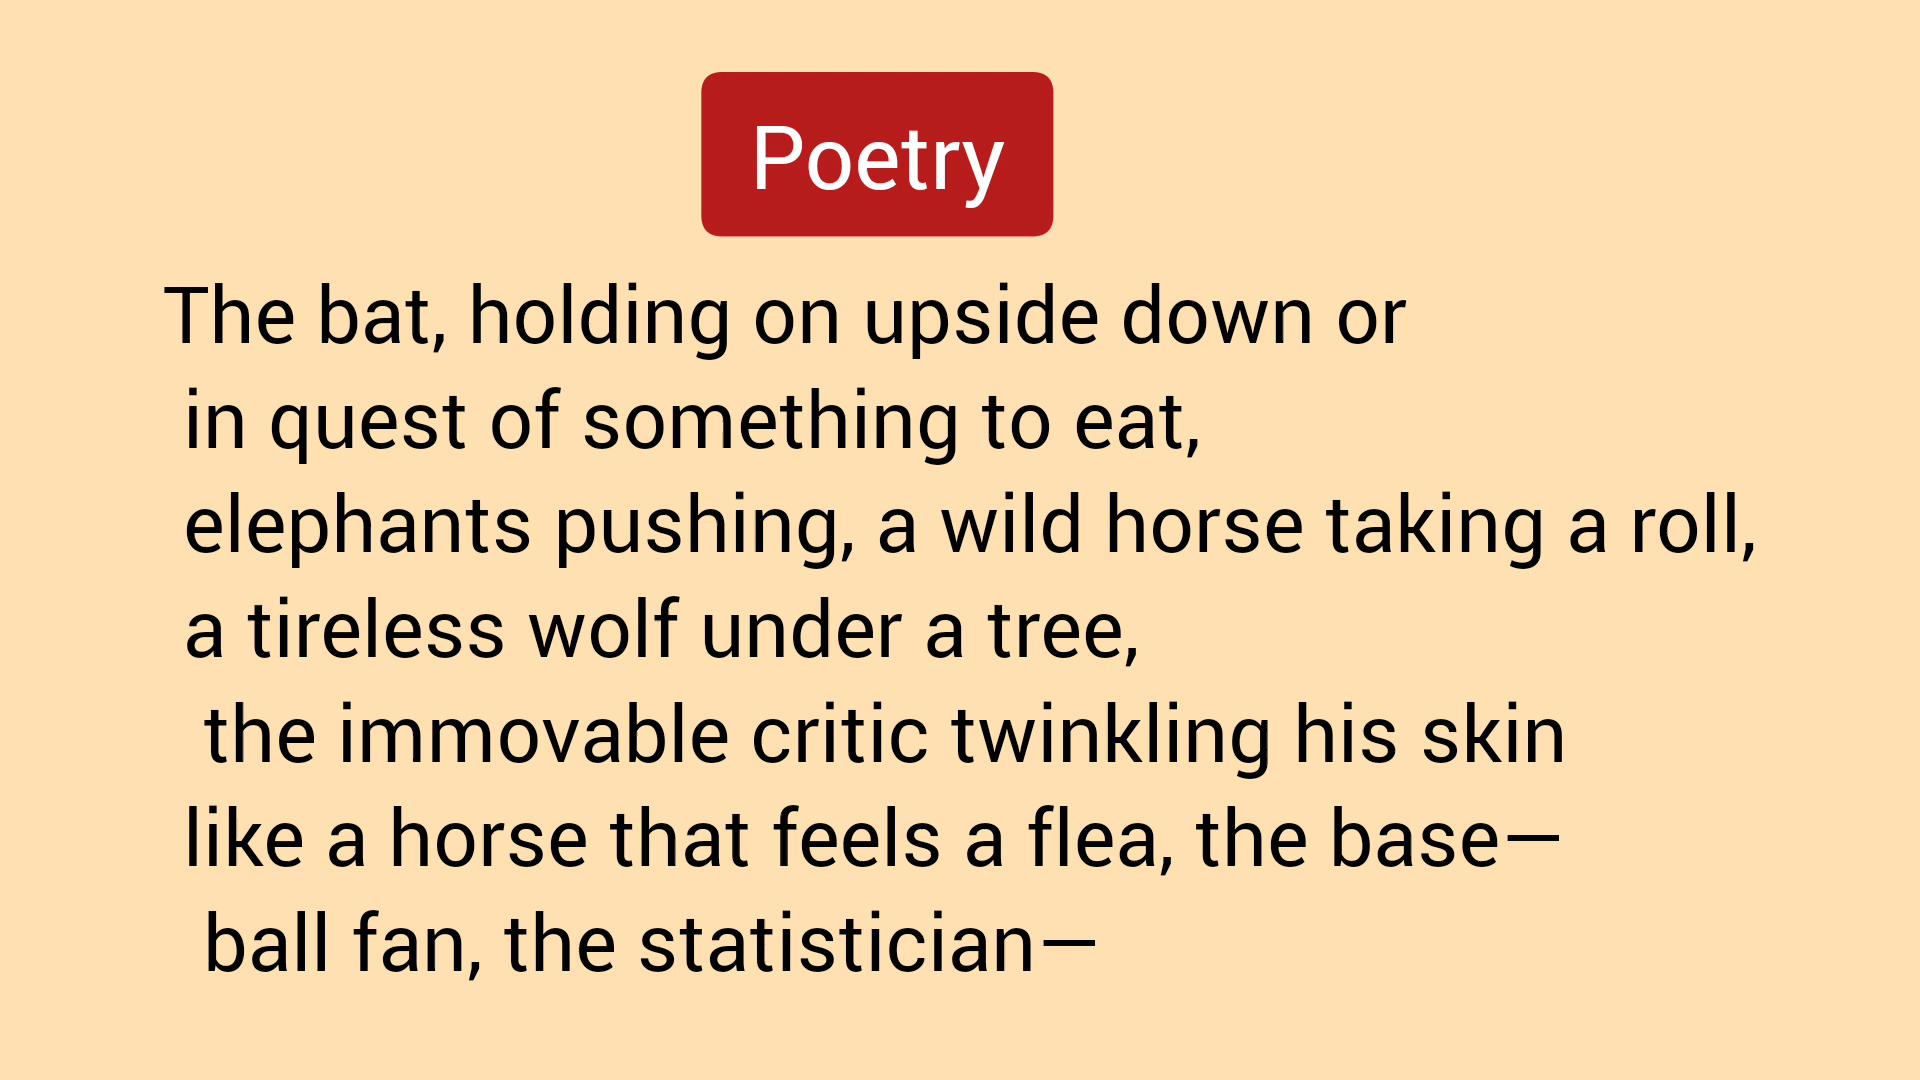 Poetry
The bat, holding on upside down or
in quest of something to eat,
elephants pushing, a wild horse taking a roll,
a tireless wolf under a tree,
the immovable critic twinkling his skin
like a horse that feels a flea, the base—
ball fan, the statistician—